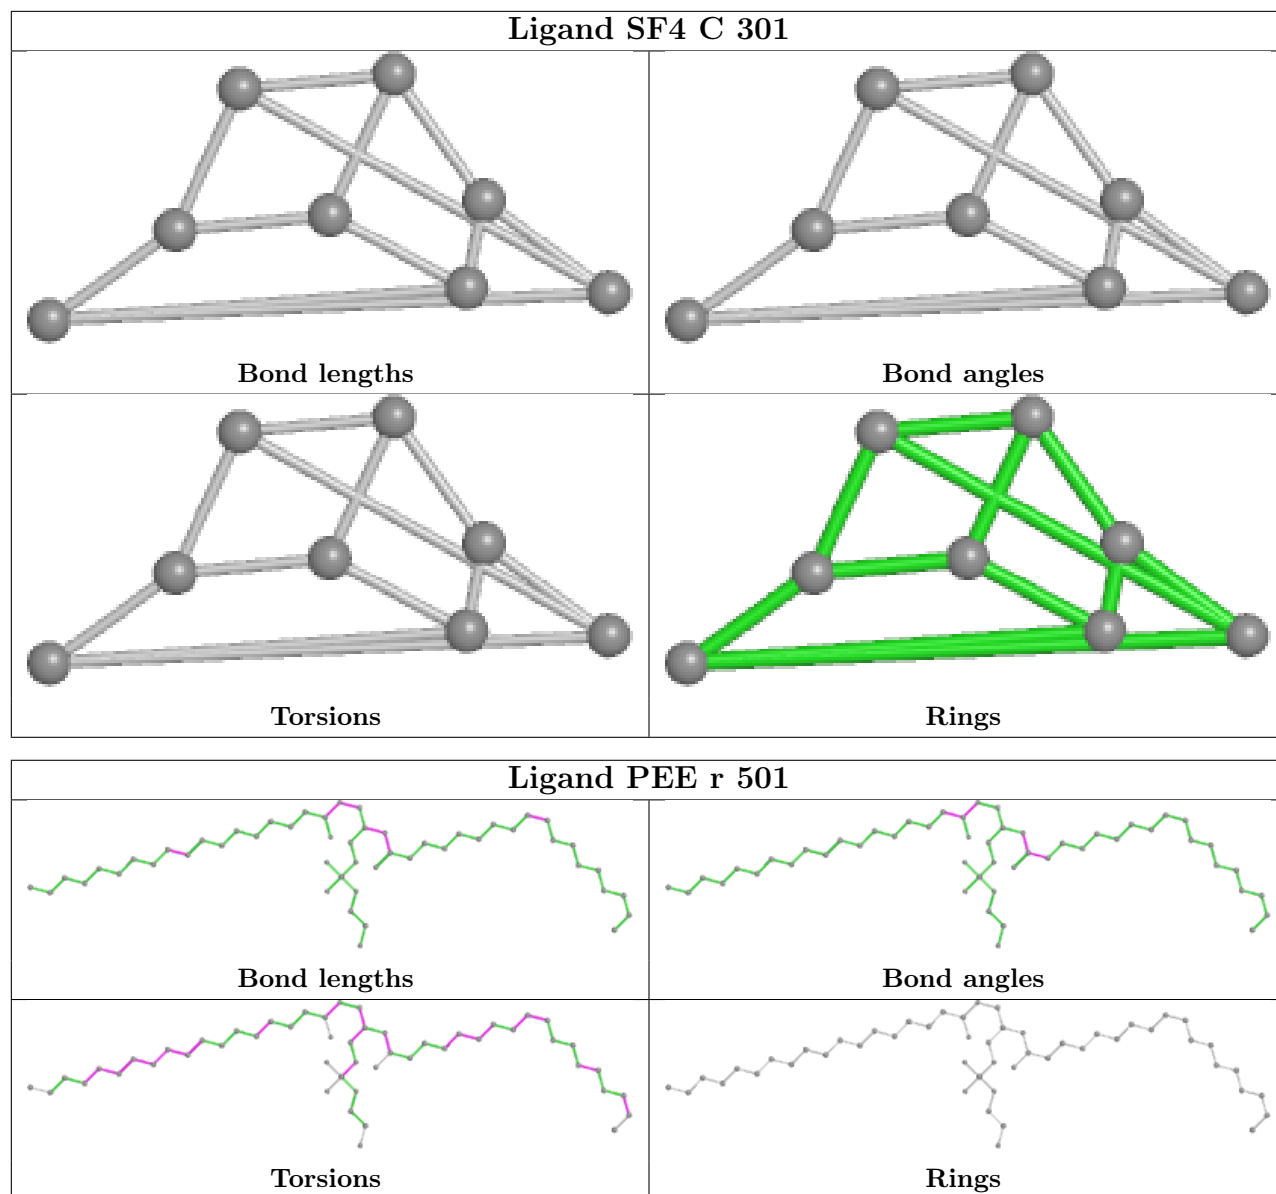 Ligand SF4 C 301
Bond lengths
Bond angles
Torsions
Rings
Ligand PEE r 501
Bond lengths
Bond angles
Torsions
Rings